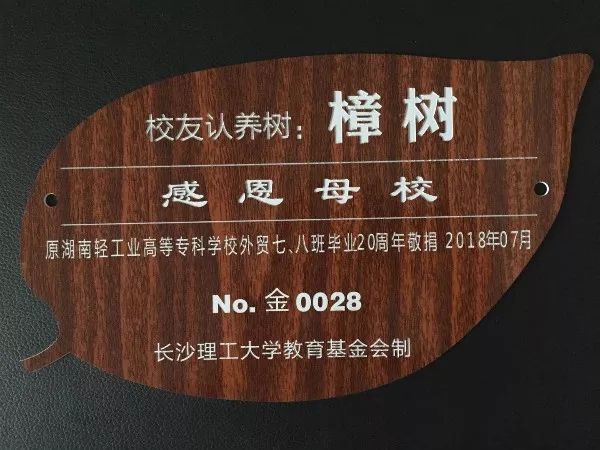 校友认养树：樟树
感恩母校
原湖南轻工业高等专科学校外贸七、八班毕业20周年敬捐 2018年07月
No. 金 0028
长沙理工大学教育基金会制